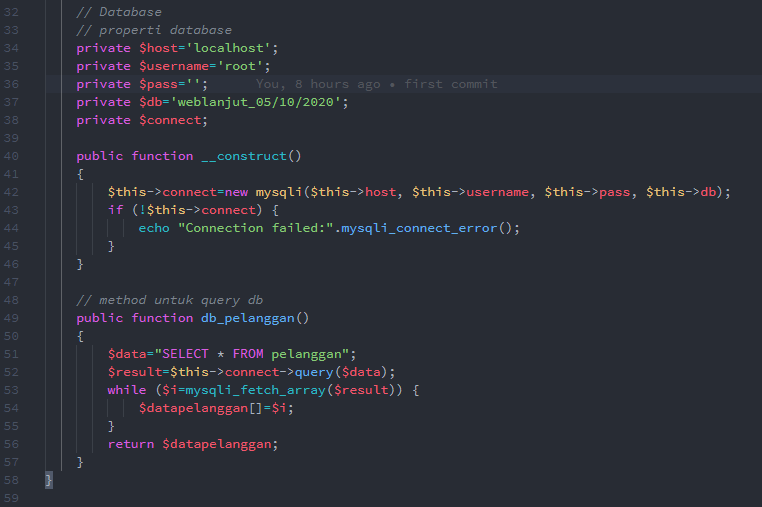 32 // Database
33 // properti database
34 private $host='localhost';
35 private $username='root';
36 private $pass=''; You, 8 hours ago • first commit
37 private $db='weblanjut_05/10/2020';
38 private $connect;
39
40 public function __construct()
41 {
42 $this->connect=new mysqli($this->host, $this->username, $this->pass, $this->db);
43 if (!$this->connect) {
44 echo "Connection failed:".mysqli_connect_error();
45 }
46 }
47
48 // method untuk query db
49 public function db_pelanggan()
50 {
51 $data="SELECT * FROM pelanggan";
52 $result=$this->connect->query($data);
53 while ($i=mysqli_fetch_array($result)) {
54 $datapelanggan[]=$i;
55 }
56 return $datapelanggan;
57 }
58 }
59